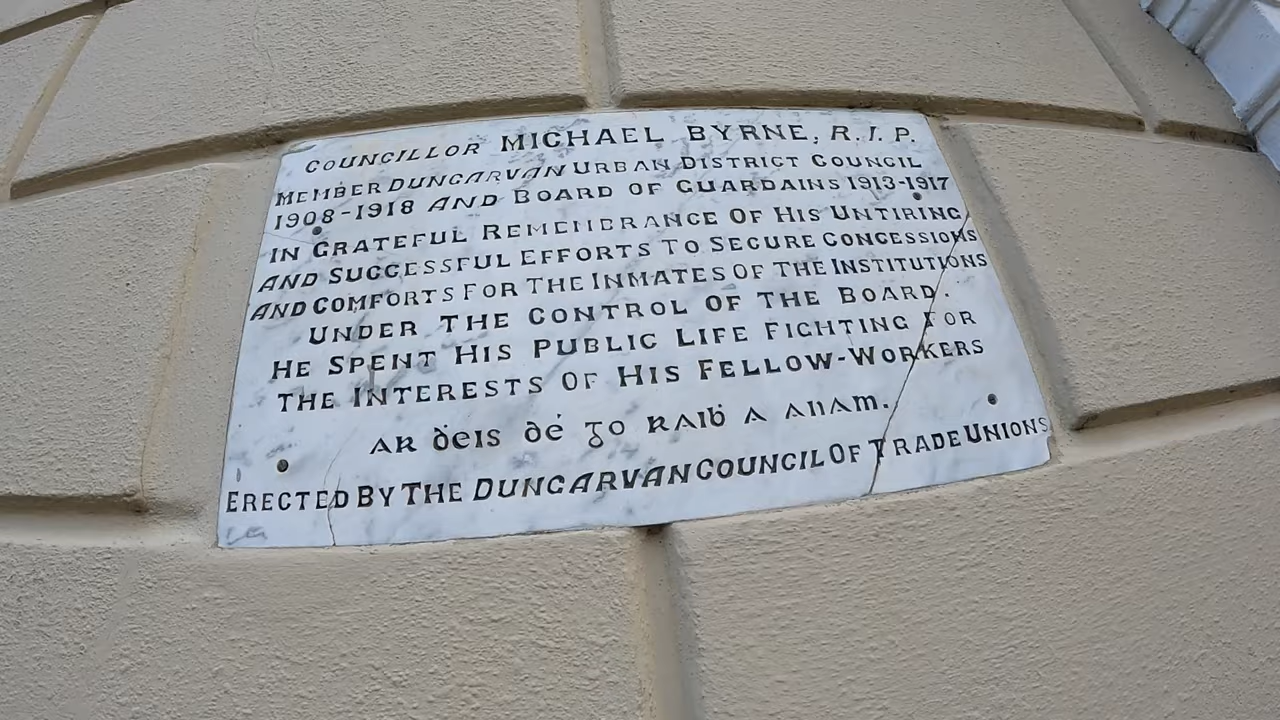 COUNCILLOR MICHAEL BYRNE, R.I.P.
MEMBER DUNGARVAN URBAN DISTRICT COUNCIL
1908-1918 AND BOARD OF GUARDAINS 1913-1917
IN GRATEFUL REMEMBRANCE OF HIS UNTIRING
AND SUCCESSFUL EFFORTS TO SECURE CONCESSIONS
AND COMFORTS FOR THE INMATES OF THE INSTITUTIONS
UNDER THE CONTROL OF THE BOARD.
HE SPENT HIS PUBLIC LIFE FIGHTING FOR
THE INTERESTS OF HIS FELLOW-WORKERS
AR ḋeis dé go raiḃ a anam.
ERECTED BY THE DUNGARVAN COUNCIL OF TRADE UNIONS